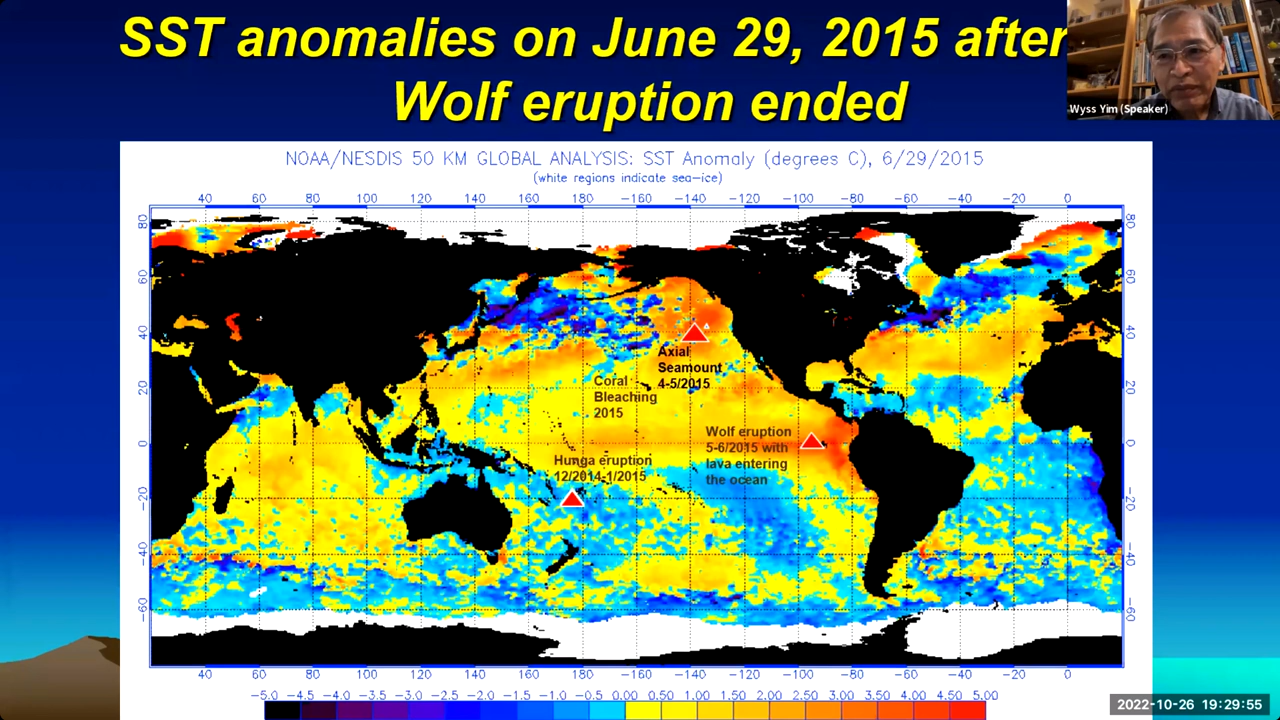 SST anomalies on June 29, 2015 after
Wolf eruption ended
Wyss Yim (Speaker)
NOAA/NESDIS 50 KM GLOBAL ANALYSIS: SST Anomaly (degrees C), 6/29/2015
(white regions indicate sea-ice)
40 60 80 100 120 140 160 180 -160 -140 -120 -100 -80 -60 -40 -20 0
80 80
60 60
40 40
Axial
Seamount
4-5/2015
Coral
Bleaching
2015
20 20
Wolf eruption
5-6/2015 with
lava entering
the ocean
0 0
Hunga eruption
12/2014-1/2015
-20 -20
-40 -40
-60 -60
40 60 80 100 120 140 160 180 -160 -140 -120 -100 -80 -60 -40 -20 0
-5.0 -4.5 -3.5 -3.0 -2.5 -2.0 -1.5 -1.0 -0.5 0.00 0.50 1.00 1.50 2.00 2.50 3.00 3.50 4.00 4.50 5.00
2022-10-26 19:29:55